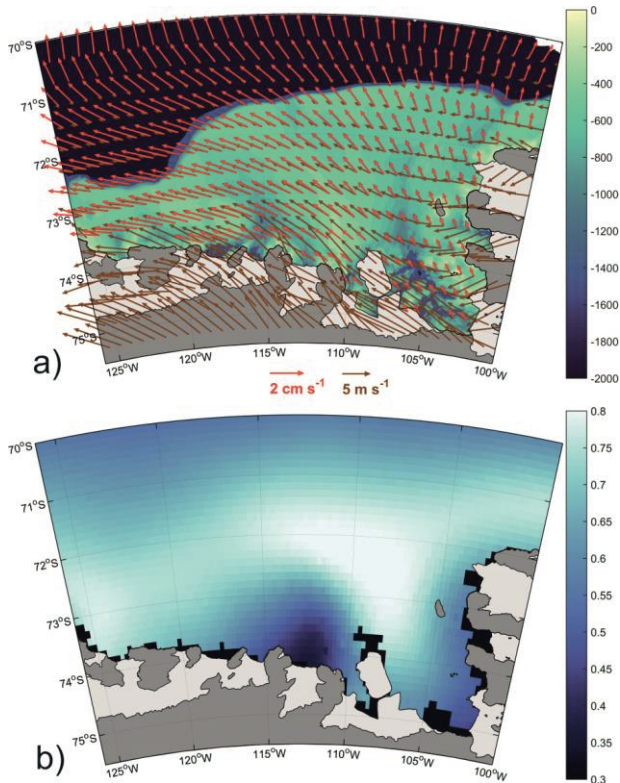 70°S
71°S
72°S
73°S
74°S
75°S
0
-200
-400
-600
-800
-1000
-1200
-1400
-1600
-1800
-2000
a)
125°W
120°W
115°W
110°W
105°W
100°W
2 cm s⁻¹
5 m s⁻¹
70°S
71°S
72°S
73°S
74°S
75°S
0.8
0.75
0.7
0.65
0.6
0.55
0.5
0.45
0.4
0.35
0.3
b)
125°W
120°W
115°W
110°W
105°W
100°W